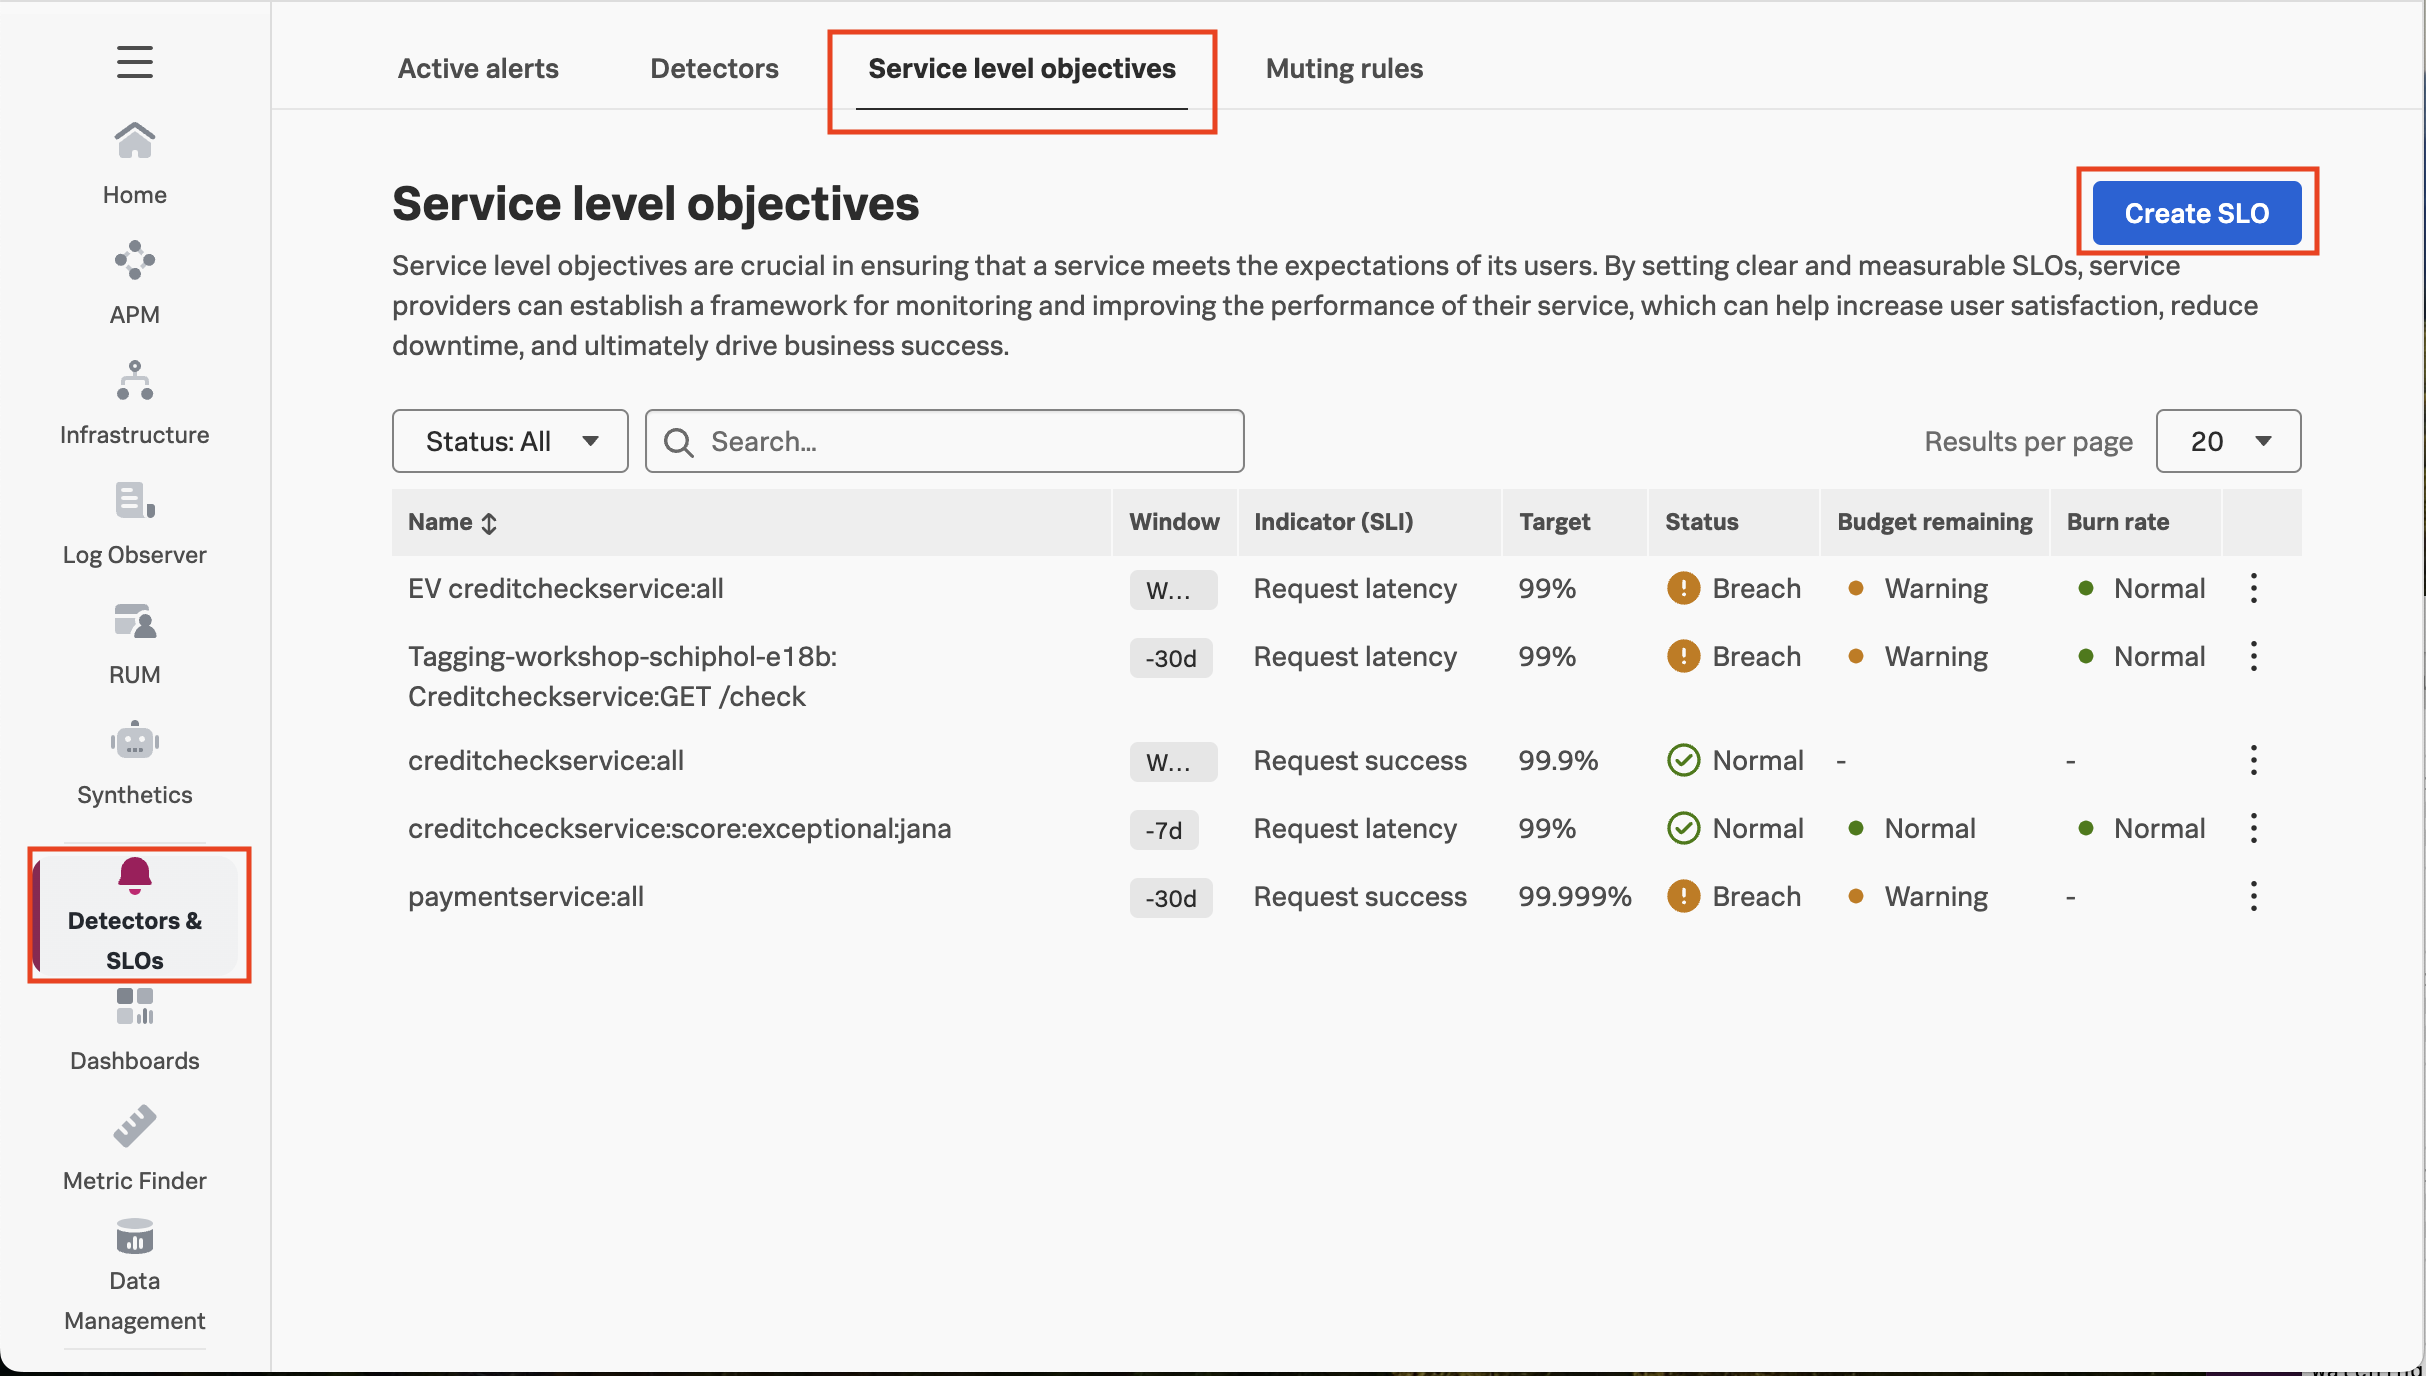 Active alerts
Detectors
Service level objectives
Muting rules
Home
APM
Infrastructure
Log Observer
RUM
Synthetics
Detectors &
SLOs
Dashboards
Metric Finder
Data
Management
Service level objectives
Create SLO
Service level objectives are crucial in ensuring that a service meets the expectations of its users. By setting clear and measurable SLOs, service
providers can establish a framework for monitoring and improving the performance of their service, which can help increase user satisfaction, reduce
downtime, and ultimately drive business success.
Status: All
Search...
Results per page
20
Name Window Indicator (SLI) Target Status Budget remaining Burn rate
EV creditcheckservice:all W... Request latency 99% Breach Warning Normal
Tagging-workshop-schiphol-e18b: -30d Request latency 99% Breach Warning Normal
Creditcheckservice:GET /check
creditcheckservice:all W... Request success 99.9% Normal - -
creditchceckservice:score:exceptional:jana -7d Request latency 99% Normal Normal Normal
paymentservice:all -30d Request success 99.999% Breach Warning -